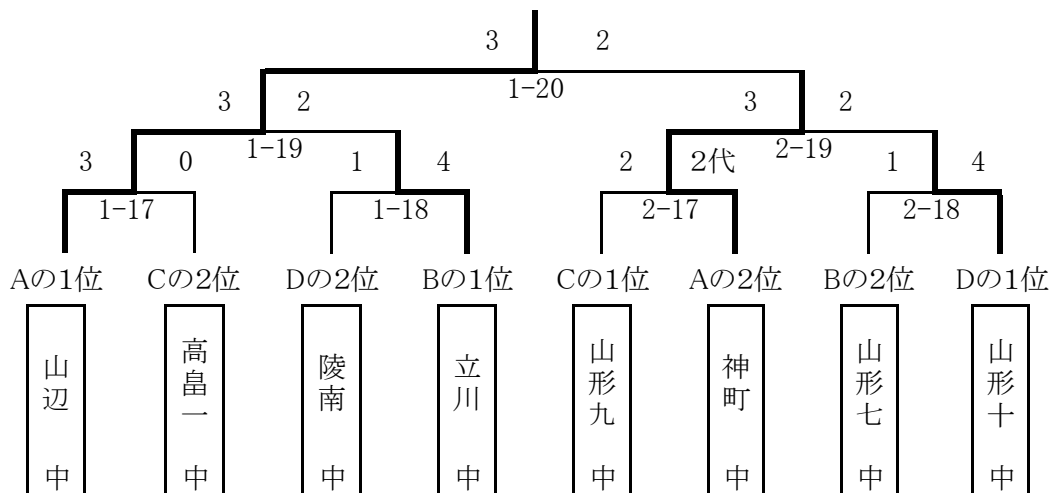 3 2
1-20
3 2 3 2
1-19 2-19
3 0 1 4 2 2代 1 4
1-17 1-18 2-17 2-18
Aの1位 Cの2位 Dの2位 Bの1位 Cの1位 Aの2位 Bの2位 Dの1位
山辺 中
高畠一 中
陵南 中
立川 中
山形九 中
神町 中
山形七 中
山形十 中